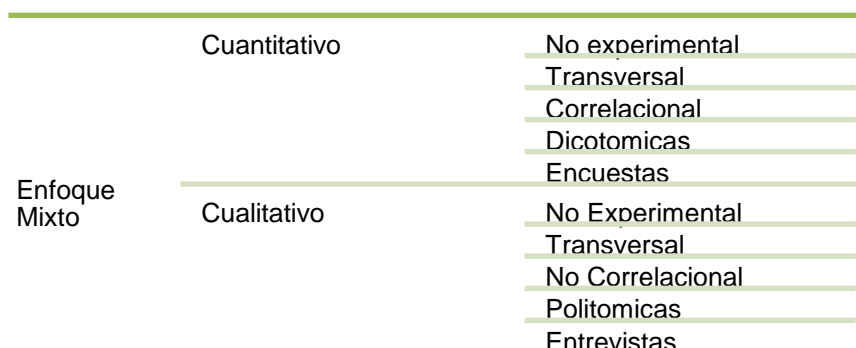 Enfoque
Mixto
Cuantitativo
No experimental
Transversal
Correlacional
Dicotomicas
Encuestas
Cualitativo
No Experimental
Transversal
No Correlacional
Politomicas
Entrevistas